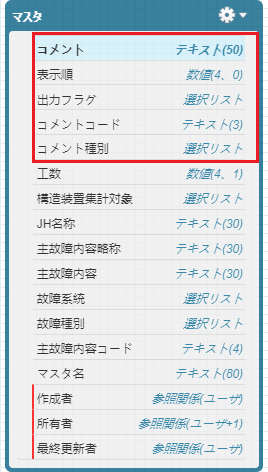 マスタ
コメント テキスト(50)
表示順 数値(4、0)
出力フラグ 選択リスト
コメントコード テキスト(3)
コメント種別 選択リスト
工数 数値(4、1)
構造装置集計対象 選択リスト
JH名称 テキスト(30)
主故障内容略称 テキスト(30)
主故障内容 テキスト(30)
故障系統 選択リスト
故障種別 選択リスト
主故障内容コード テキスト(4)
マスタ名 テキスト(80)
作成者 参照関係(ユーザ)
所有者 参照関係(ユーザ+1)
最終更新者 参照関係(ユーザ)